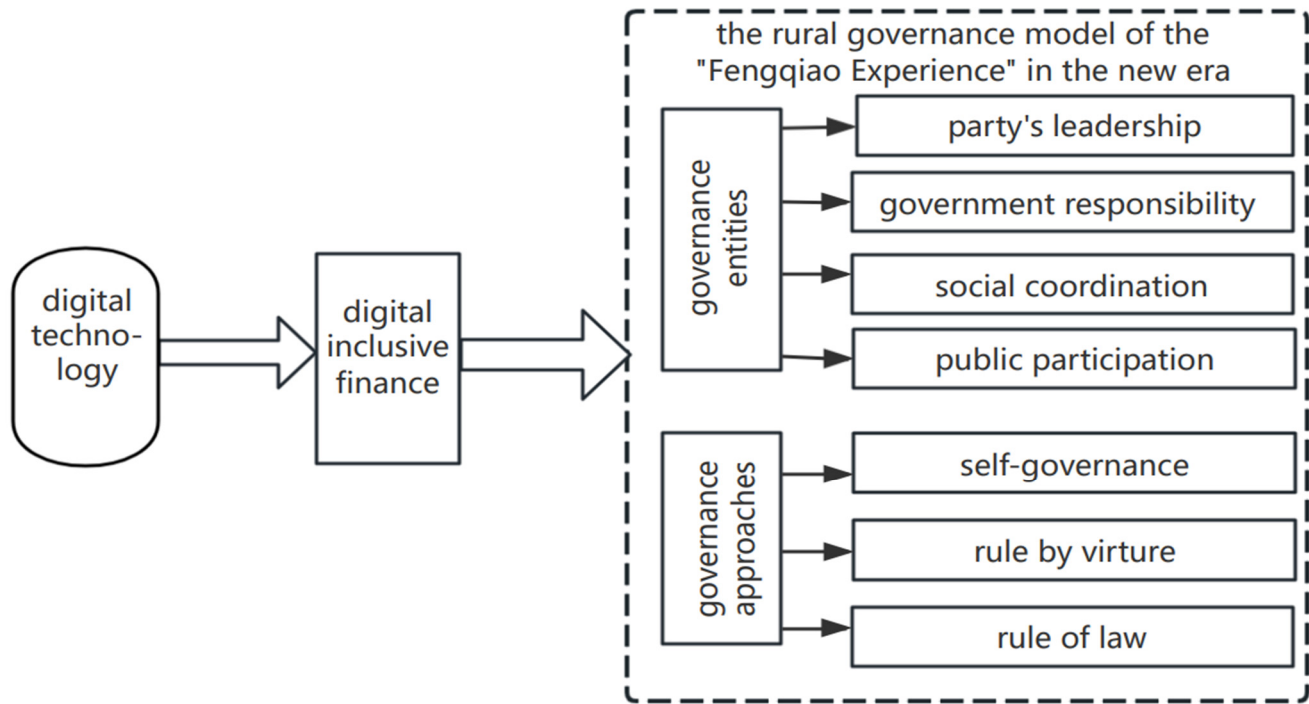 the rural governance model of the
"Fengqiao Experience" in the new era
digital
techno-
logy
digital
inclusive
finance
governance
entities
party's leadership
government responsibility
social coordination
public participation
governance
approaches
self-governance
rule by virture
rule of law